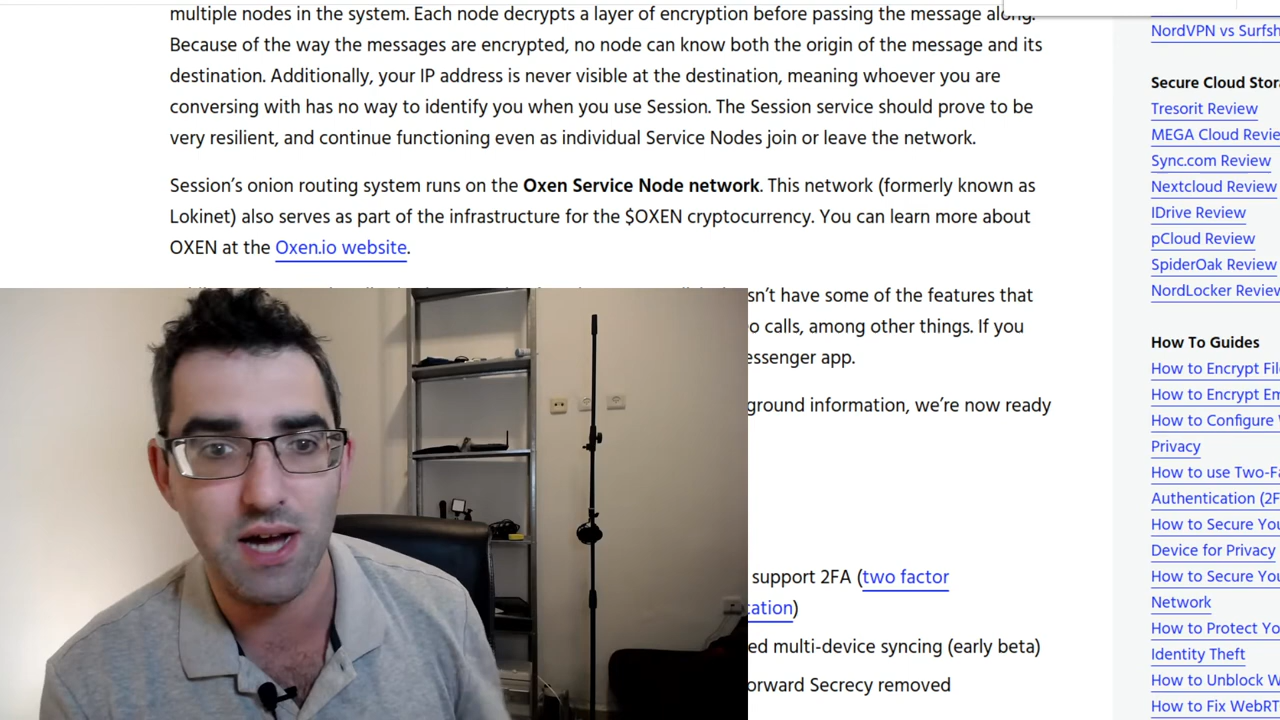 multiple nodes in the system. Each node decrypts a layer of encryption before passing the message along.
Because of the way the messages are encrypted, no node can know both the origin of the message and its
destination. Additionally, your IP address is never visible at the destination, meaning whoever you are
conversing with has no way to identify you when you use Session. The Session service should prove to be
very resilient, and continue functioning even as individual Service Nodes join or leave the network.
Session's onion routing system runs on the Oxen Service Node network. This network (formerly known as
Lokinet) also serves as part of the infrastructure for the $OXEN cryptocurrency. You can learn more about
OXEN at the Oxen.io website.
sn't have some of the features that
o calls, among other things. If you
essenger app.
ground information, we're now ready
support 2FA (two factor
cation)
ed multi-device syncing (early beta)
orward Secrecy removed
NordVPN vs Surfsh
Secure Cloud Stora
Tresorit Review
MEGA Cloud Revie
Sync.com Review
Nextcloud Review
IDrive Review
pCloud Review
SpiderOak Review
NordLocker Review
How To Guides
How to Encrypt Fil
How to Encrypt Em
How to Configure
Privacy
How to use Two-Fa
Authentication (2F
How to Secure You
Device for Privacy
How to Secure You
Network
How to Protect Yo
Identity Theft
How to Unblock W
How to Fix WebRT